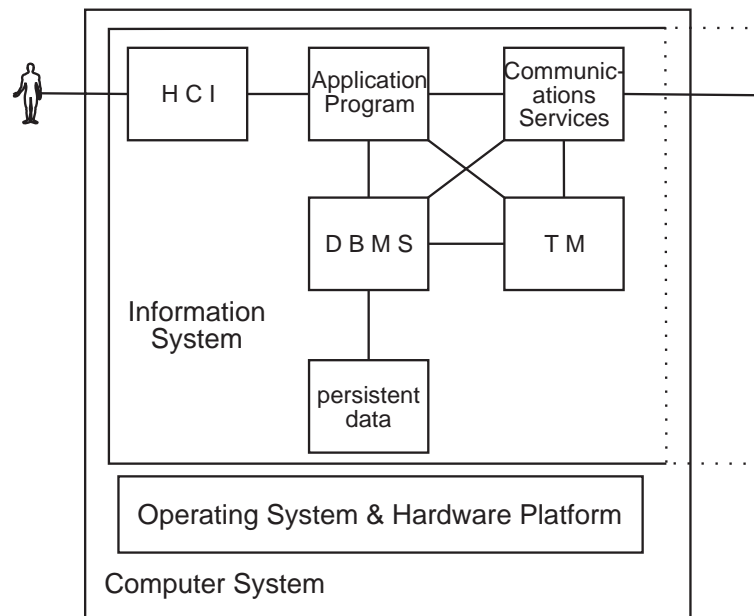 H C I
Application
Program
Communic-
ations
Services
D B M S
T M
Information
System
persistent
data
Operating System & Hardware Platform
Computer System